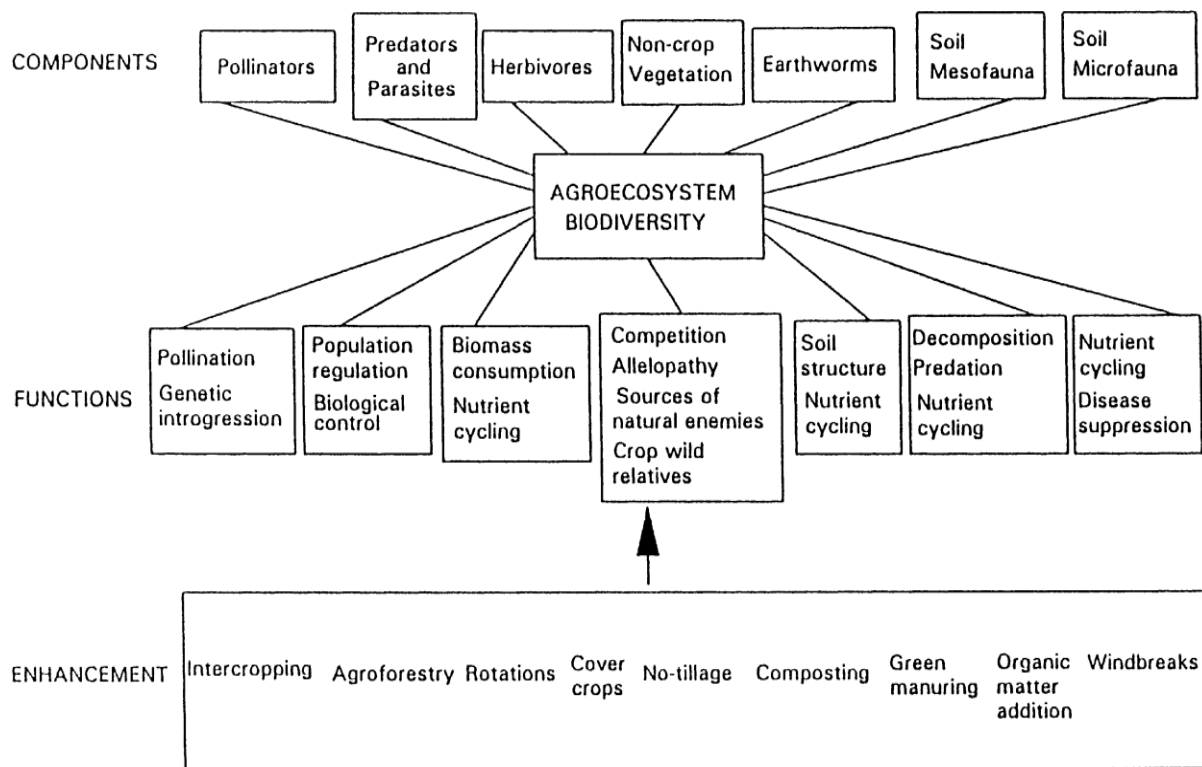 COMPONENTS
Pollinators
Predators
and
Parasites
Herbivores
Non-crop
Vegetation
Earthworms
Soil
Mesofauna
Soil
Microfauna
AGROECOSYSTEM
BIODIVERSITY
FUNCTIONS
Pollination
Genetic
introgression
Population
regulation
Biological
control
Biomass
consumption
Nutrient
cycling
Competition
Allelopathy
Sources of
natural enemies
Crop wild
relatives
Soil
structure
Nutrient
cycling
Decomposition
Predation
Nutrient
cycling
Nutrient
cycling
Disease
suppression
ENHANCEMENT
Intercropping
Agroforestry
Rotations
Cover
crops
No-tillage
Composting
Green
manuring
Organic
matter
addition
Windbreaks